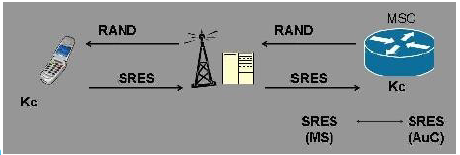 MSC
RAND
RAND
SRES
SRES
Kc
Kc
SRES
(MS)
SRES
(AuC)